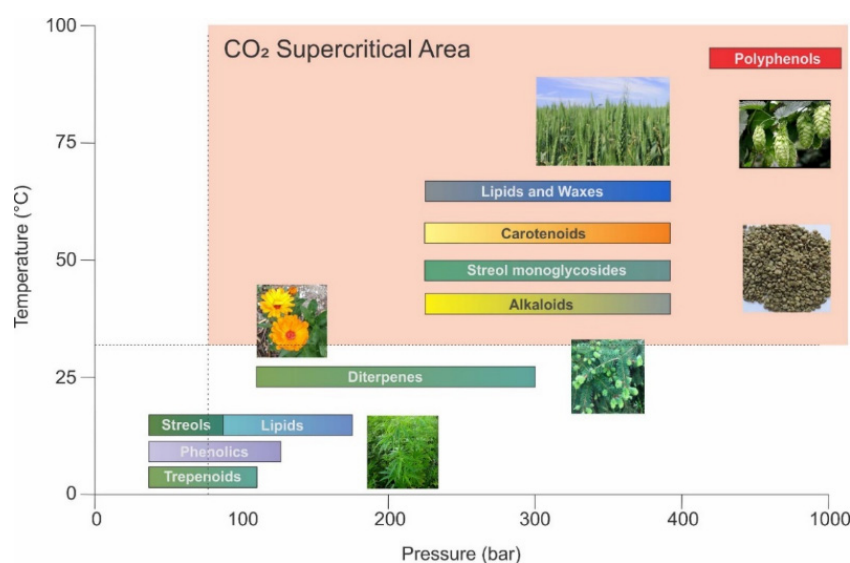 100
CO₂ Supercritical Area
Polyphenols
75
Lipids and Waxes
Carotenoids
50
Streol monoglycosides
Alkaloids
25
Diterpenes
Streols
Lipids
Phenolics
Trepenoids
0
Temperature (°C)
0
100
200
300
400
1000
Pressure (bar)